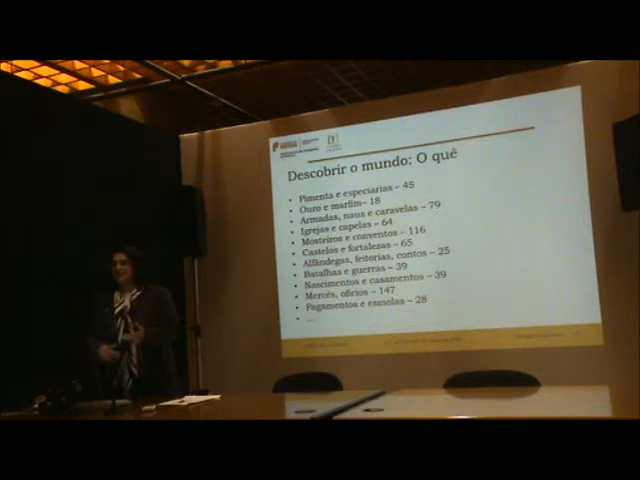 Descobrir o mundo: O quê
• Pimenta e especiarias – 45
• Ouro e marfim– 18
• Armadas, naus e caravelas – 79
• Igrejas e capelas – 64
• Mosteiros e conventos – 116
• Castelos e fortalezas – 65
• Alfândegas, feitorias, contos – 25
• Batalhas e guerras – 39
• Nascimentos e casamentos – 39
• Mercês, ofícios – 147
• Pagamentos e esmolas – 28
• ...